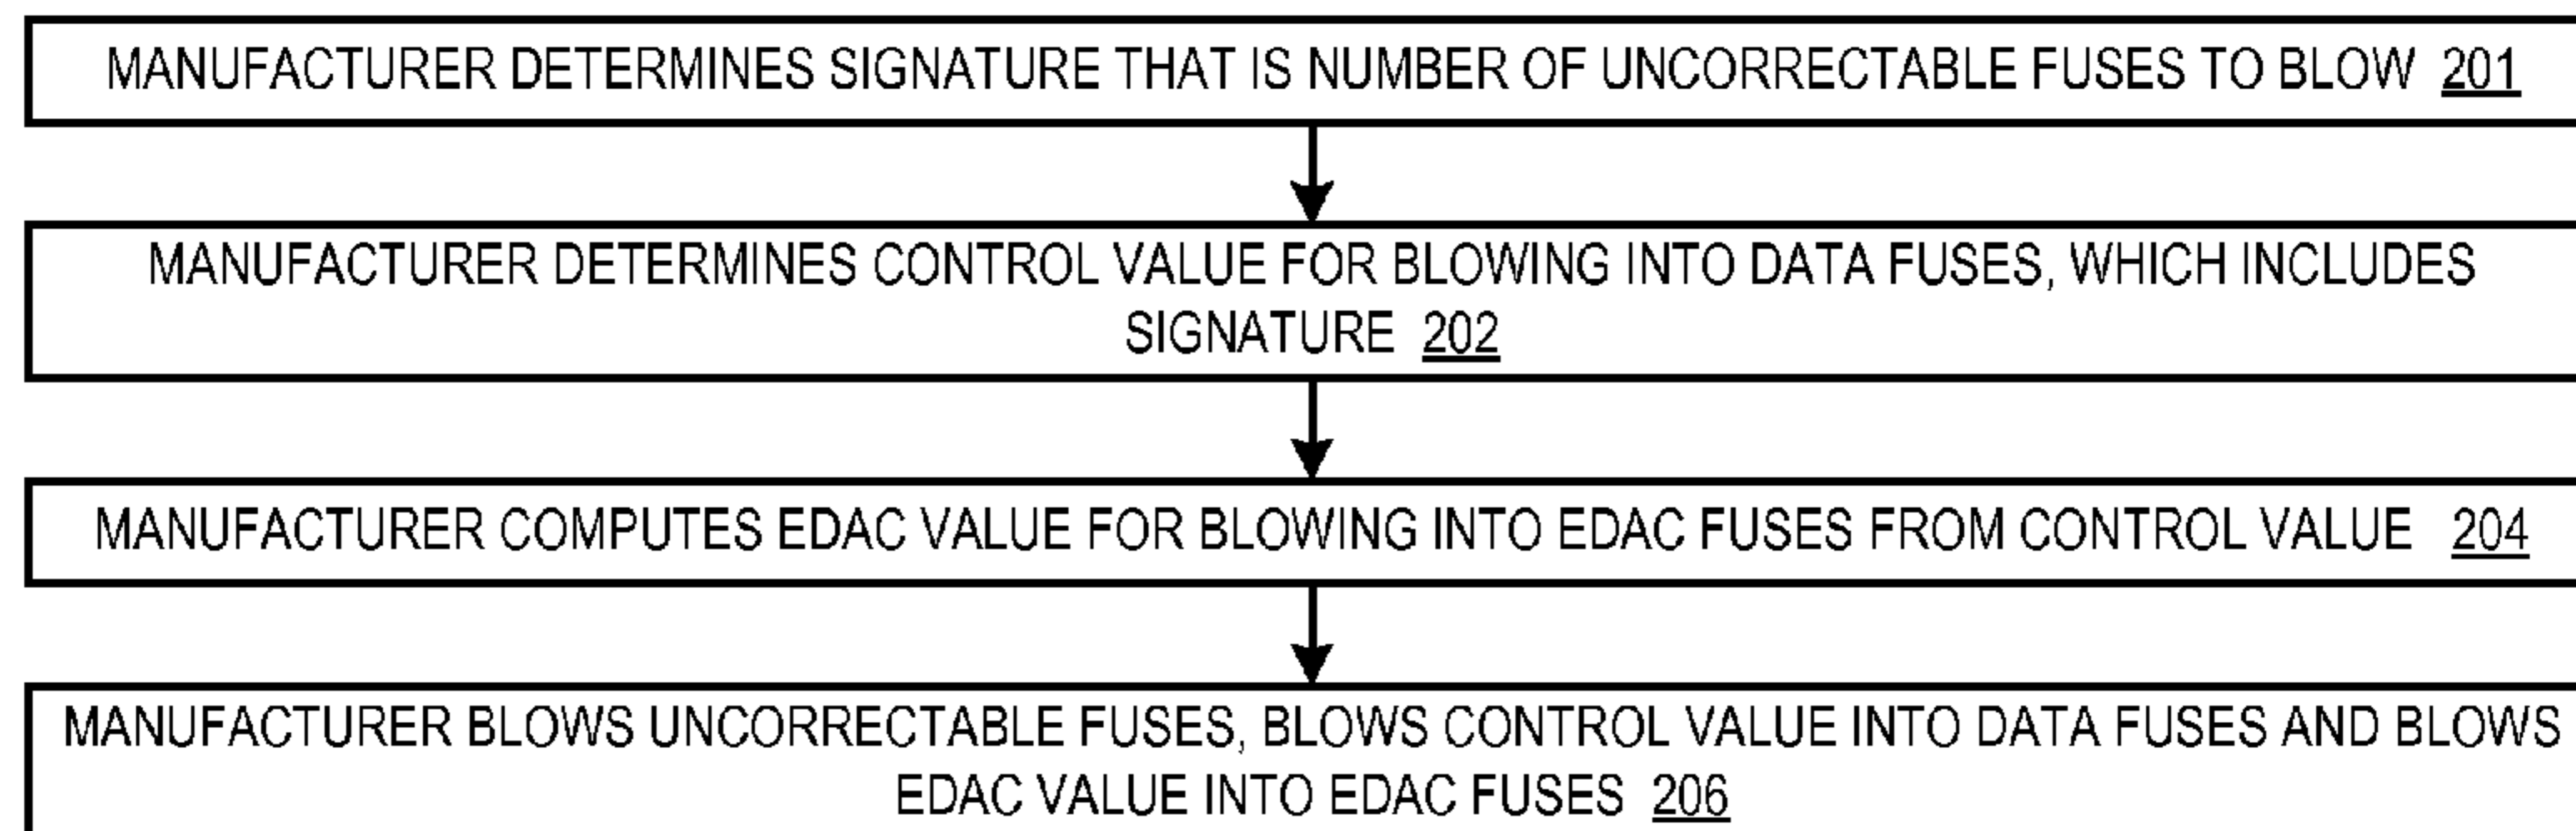 MANUFACTURER DETERMINES SIGNATURE THAT IS NUMBER OF UNCORRECTABLE FUSES TO BLOW 201
MANUFACTURER DETERMINES CONTROL VALUE FOR BLOWING INTO DATA FUSES, WHICH INCLUDES
SIGNATURE 202
MANUFACTURER COMPUTES EDAC VALUE FOR BLOWING INTO EDAC FUSES FROM CONTROL VALUE 204
MANUFACTURER BLOWS UNCORRECTABLE FUSES, BLOWS CONTROL VALUE INTO DATA FUSES AND BLOWS
EDAC VALUE INTO EDAC FUSES 206